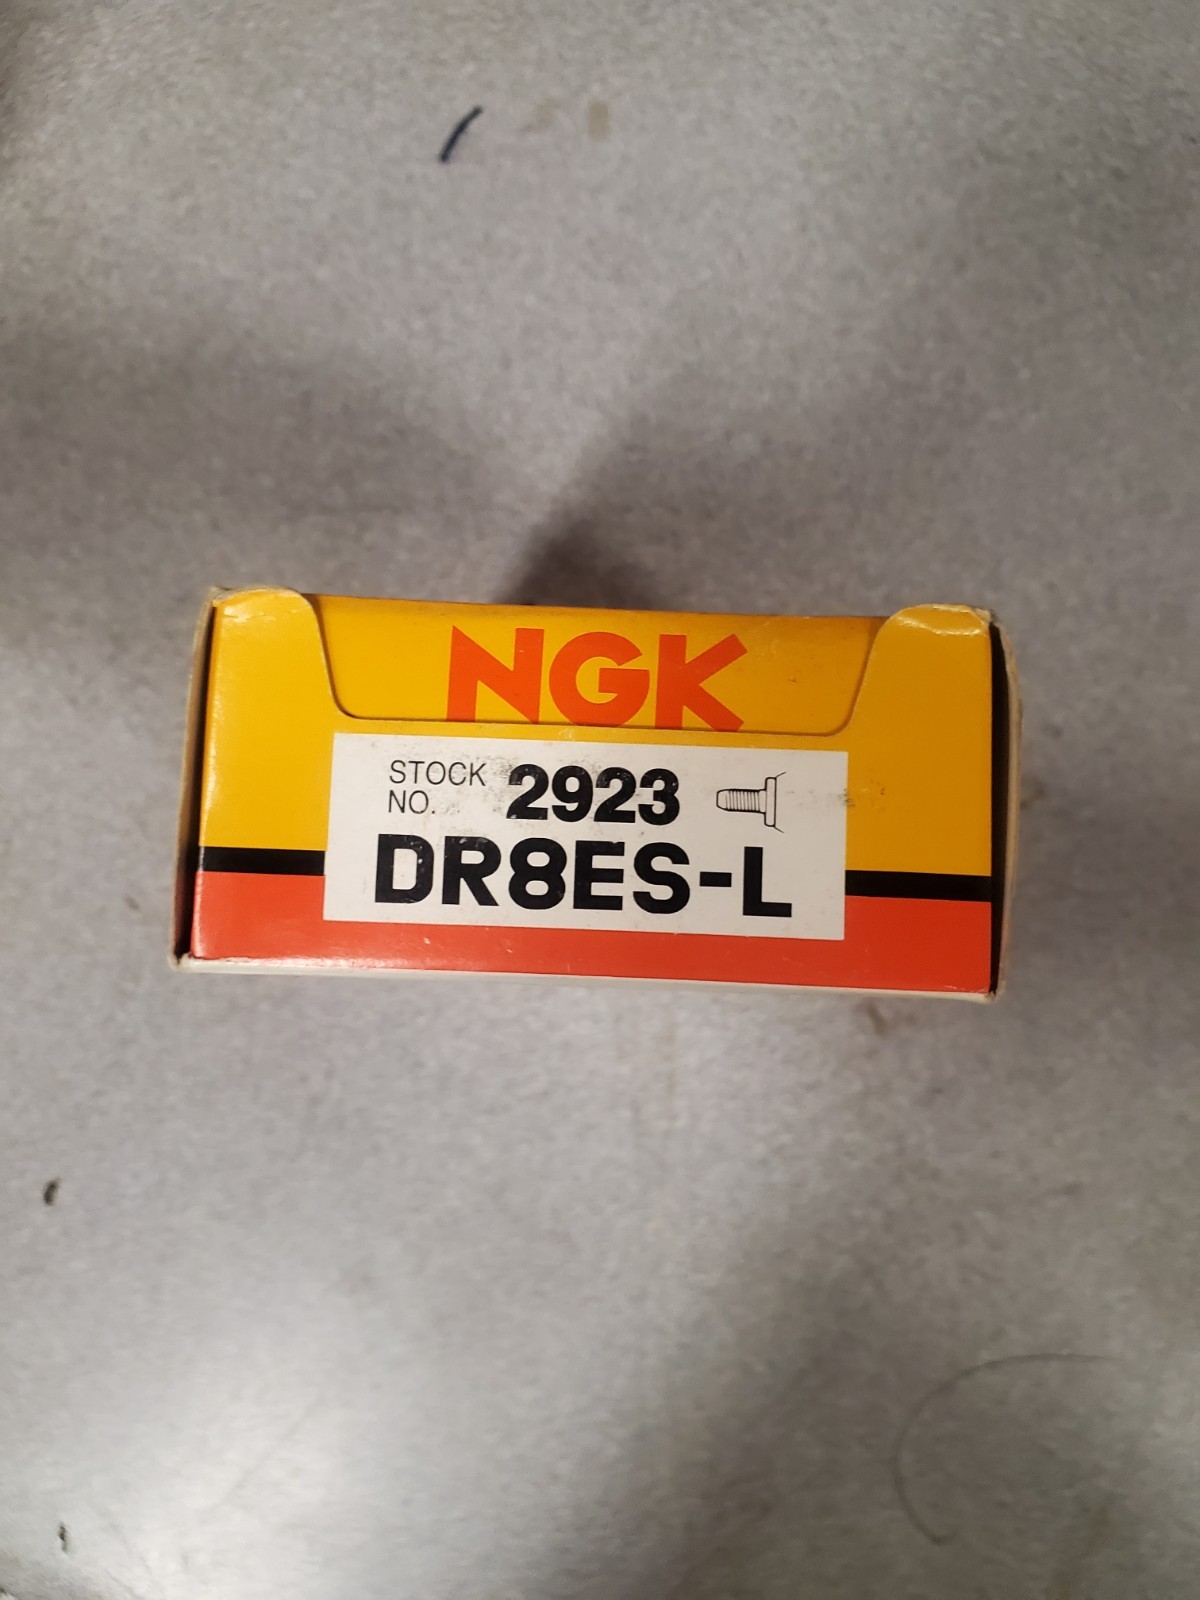 NGK
STOCK NO. 2923
DR8ES-L